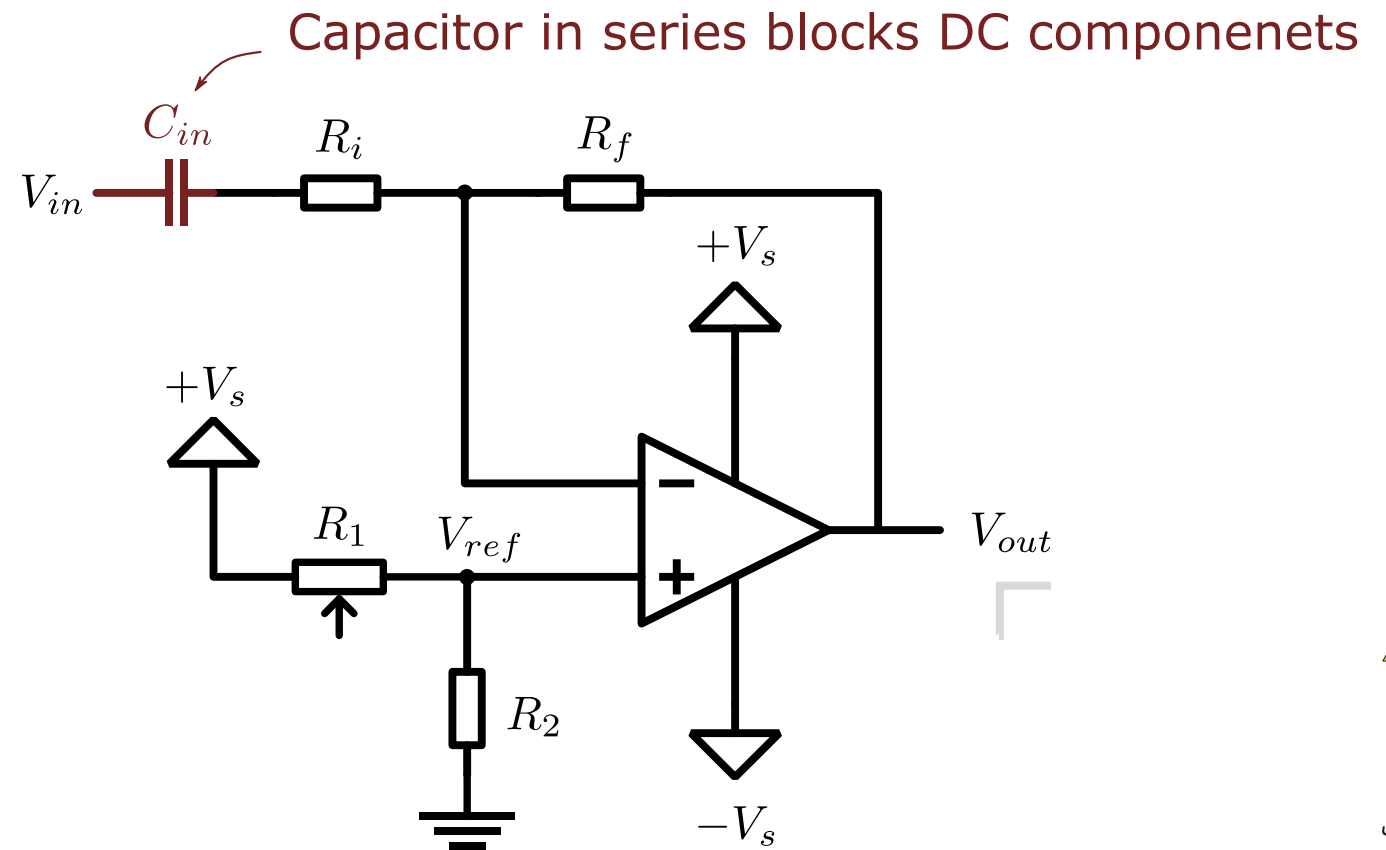 Capacitor in series blocks DC componenets
C_in
R_i
R_f
V_in
+V_s
+V_s
R_1
V_ref
V_out
R_2
−V_s